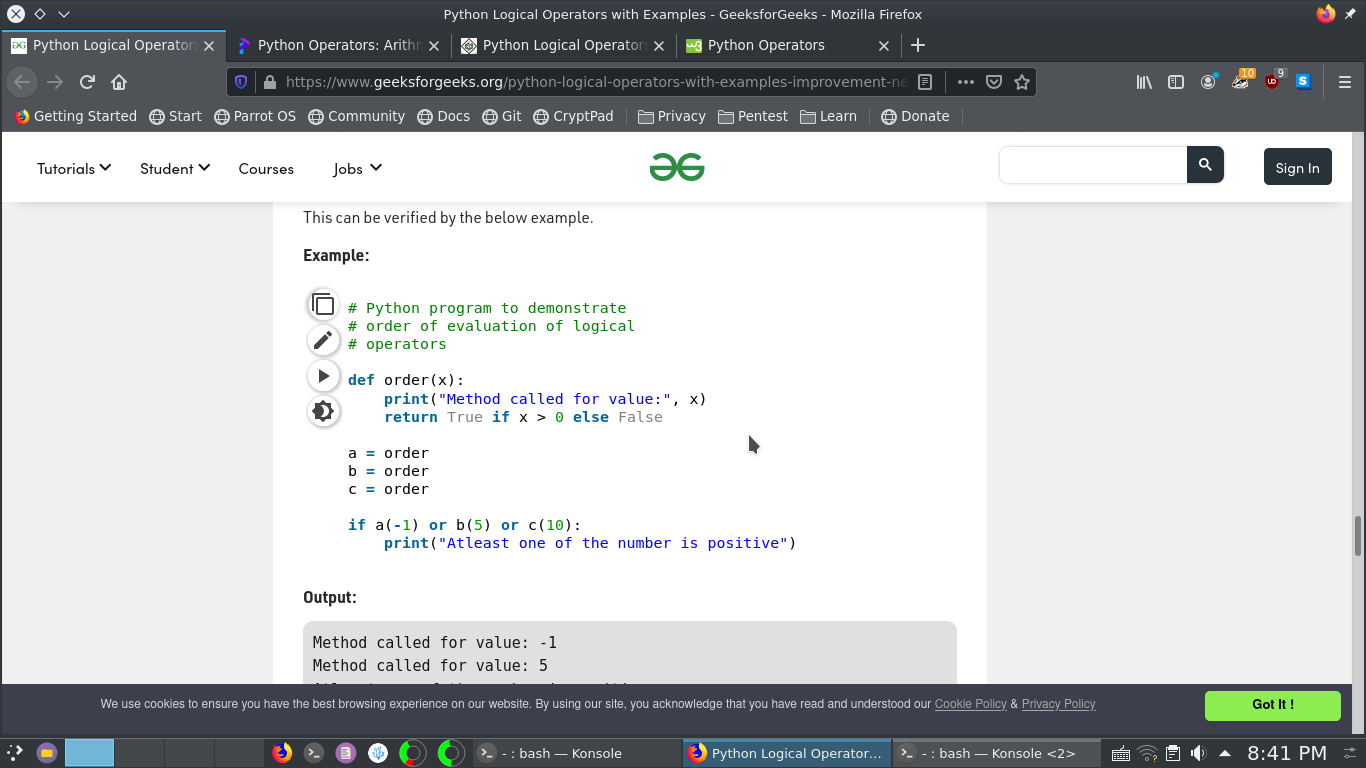 Python Logical Operators with Examples - GeeksforGeeks - Mozilla Firefox
Python Logical Operators
Python Operators: Arith
Python Logical Operators
Python Operators
https://www.geeksforgeeks.org/python-logical-operators-with-examples-improvement-ne
10
9
Getting Started
Start
Parrot OS
Community
Docs
Git
CryptPad
Privacy
Pentest
Learn
Donate
Tutorials
Student
Courses
Jobs
Sign In
This can be verified by the below example.
Example:
# Python program to demonstrate
# order of evaluation of logical
# operators
def order(x):
    print("Method called for value:", x)
    return True if x > 0 else False
a = order
b = order
c = order
if a(-1) or b(5) or c(10):
    print("Atleast one of the number is positive")
Output:
Method called for value: -1
Method called for value: 5
We use cookies to ensure you have the best browsing experience on our website. By using our site, you acknowledge that you have read and understood our Cookie Policy & Privacy Policy
Got It !
- : bash — Konsole
Python Logical Operator...
- : bash — Konsole <2>
8:41 PM